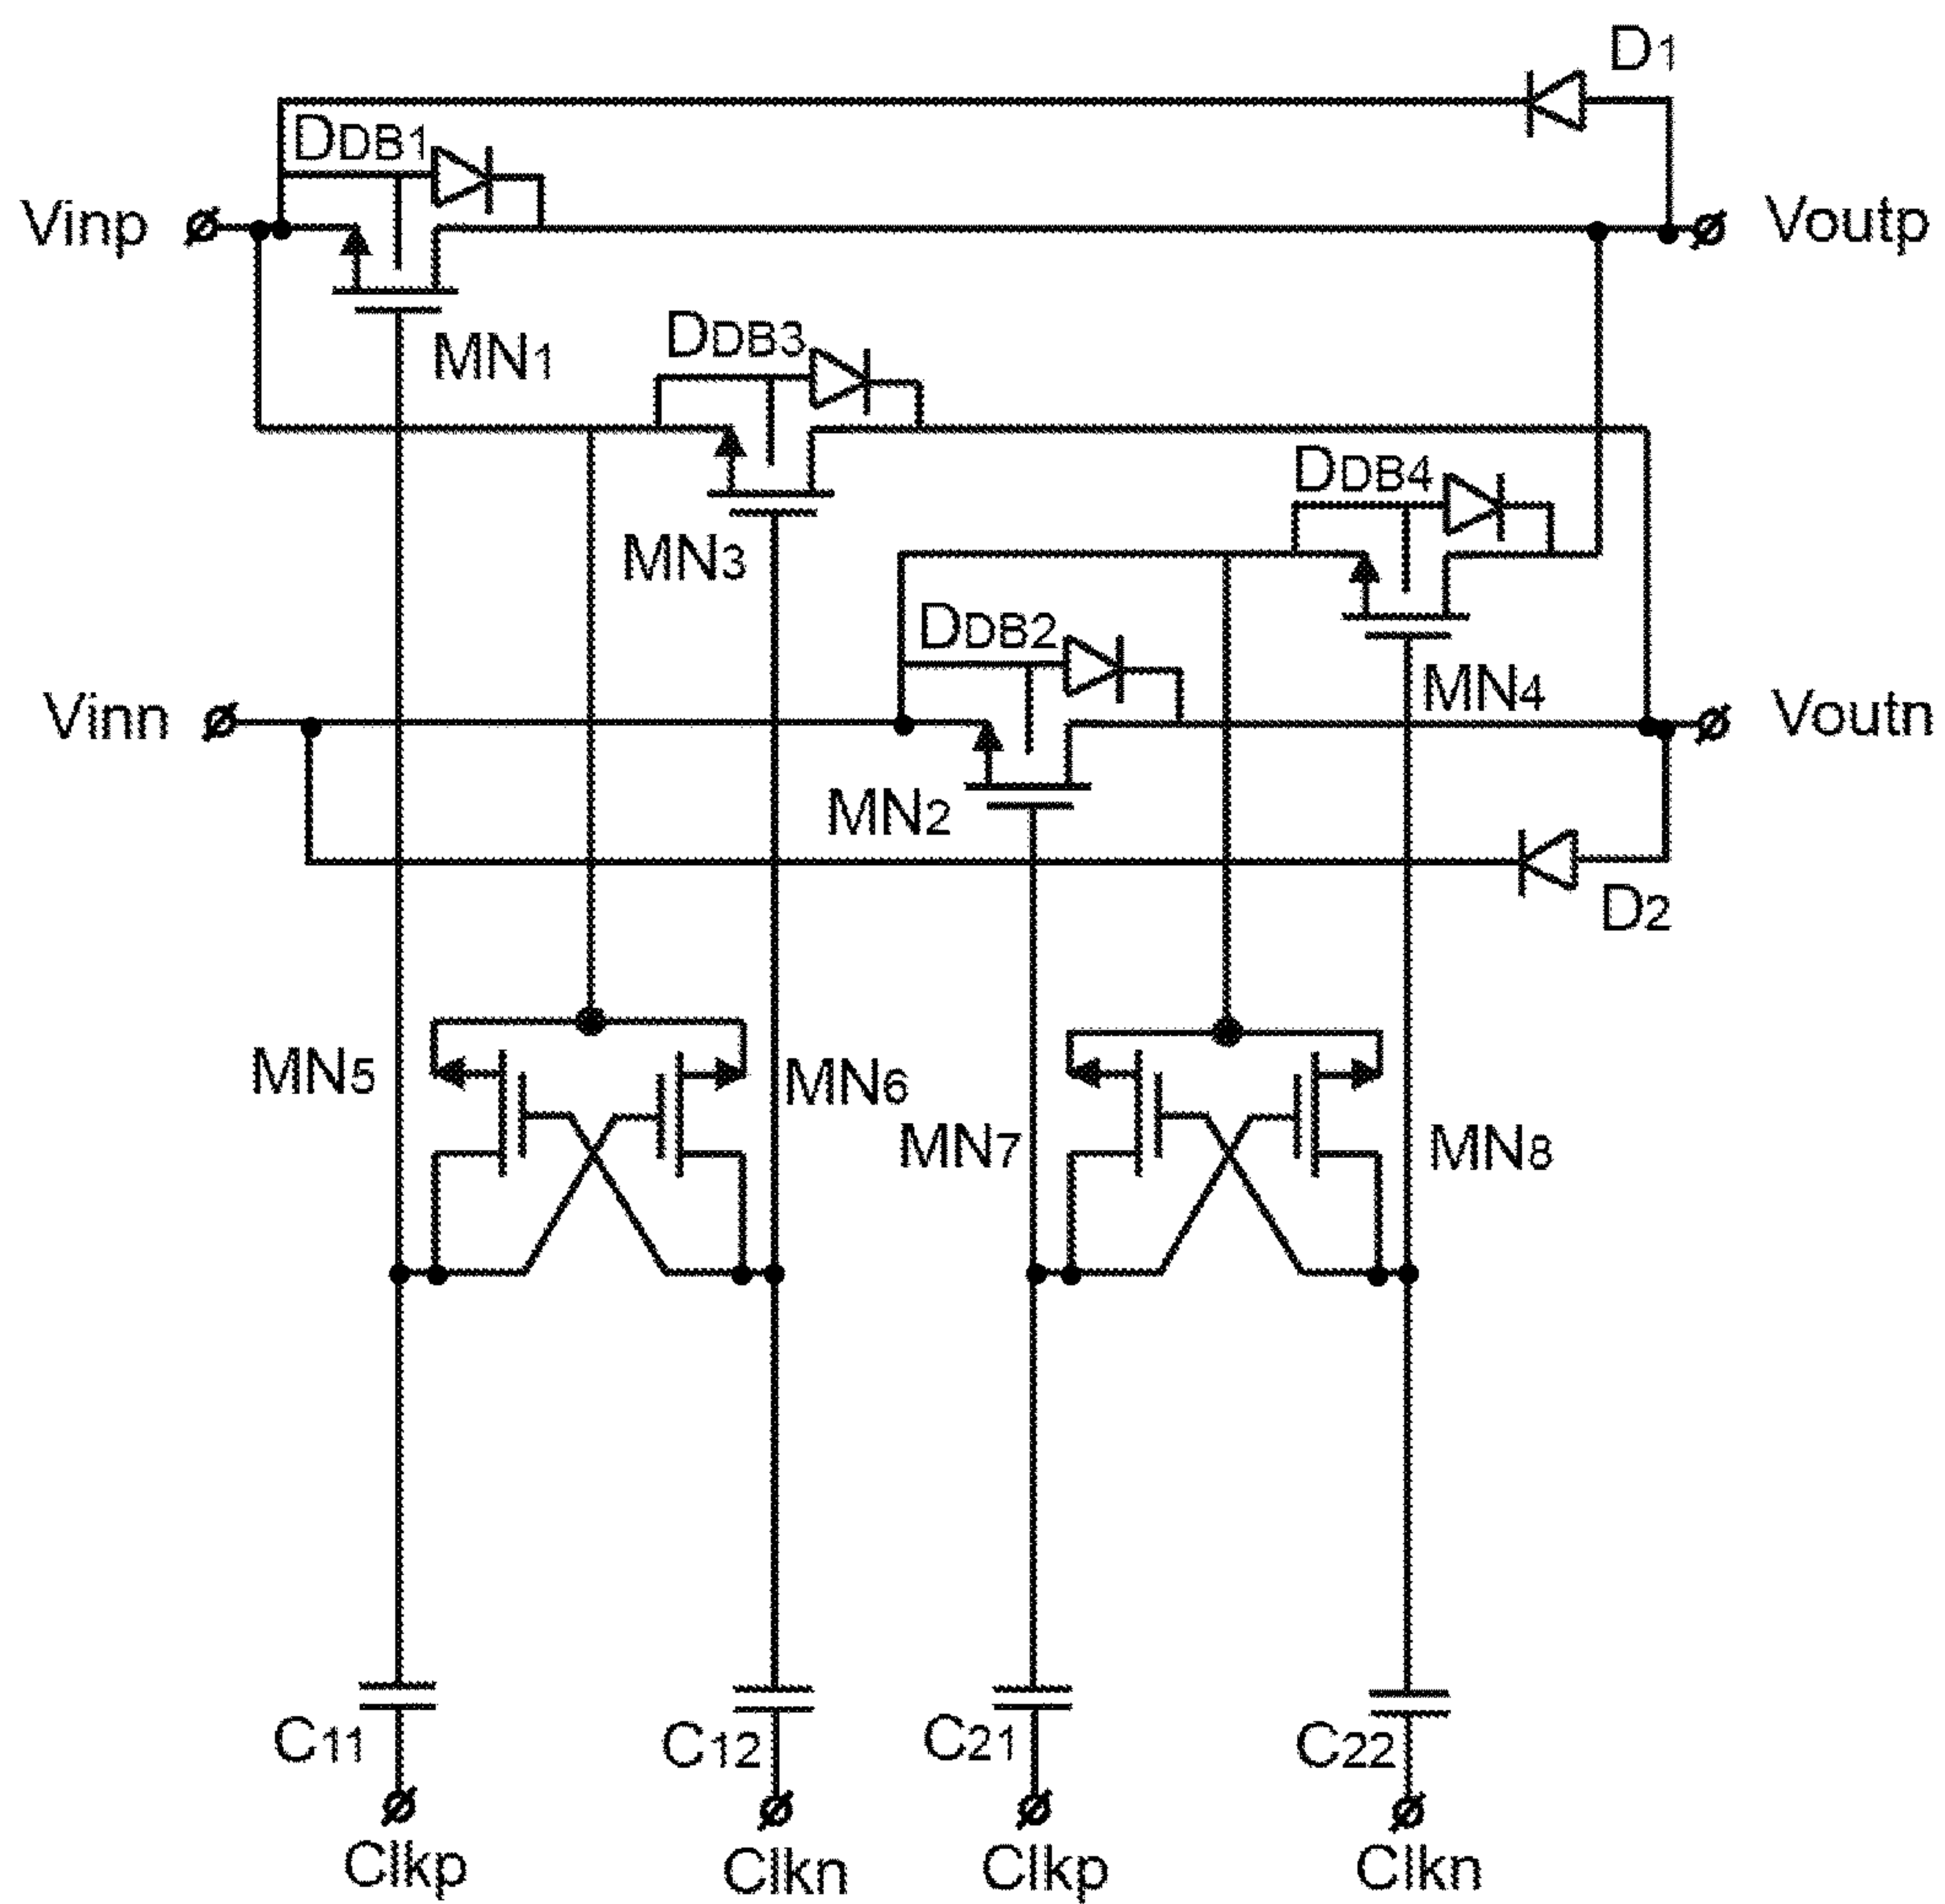 D1
DDB1
Vinp
Voutp
MN1
DDB3
DDB4
MN3
DDB2
MN4
Vinn
Voutn
MN2
D2
MN5
MN6
MN7
MN8
C11
C12
C21
C22
Clkp
Clkn
Clkp
Clkn